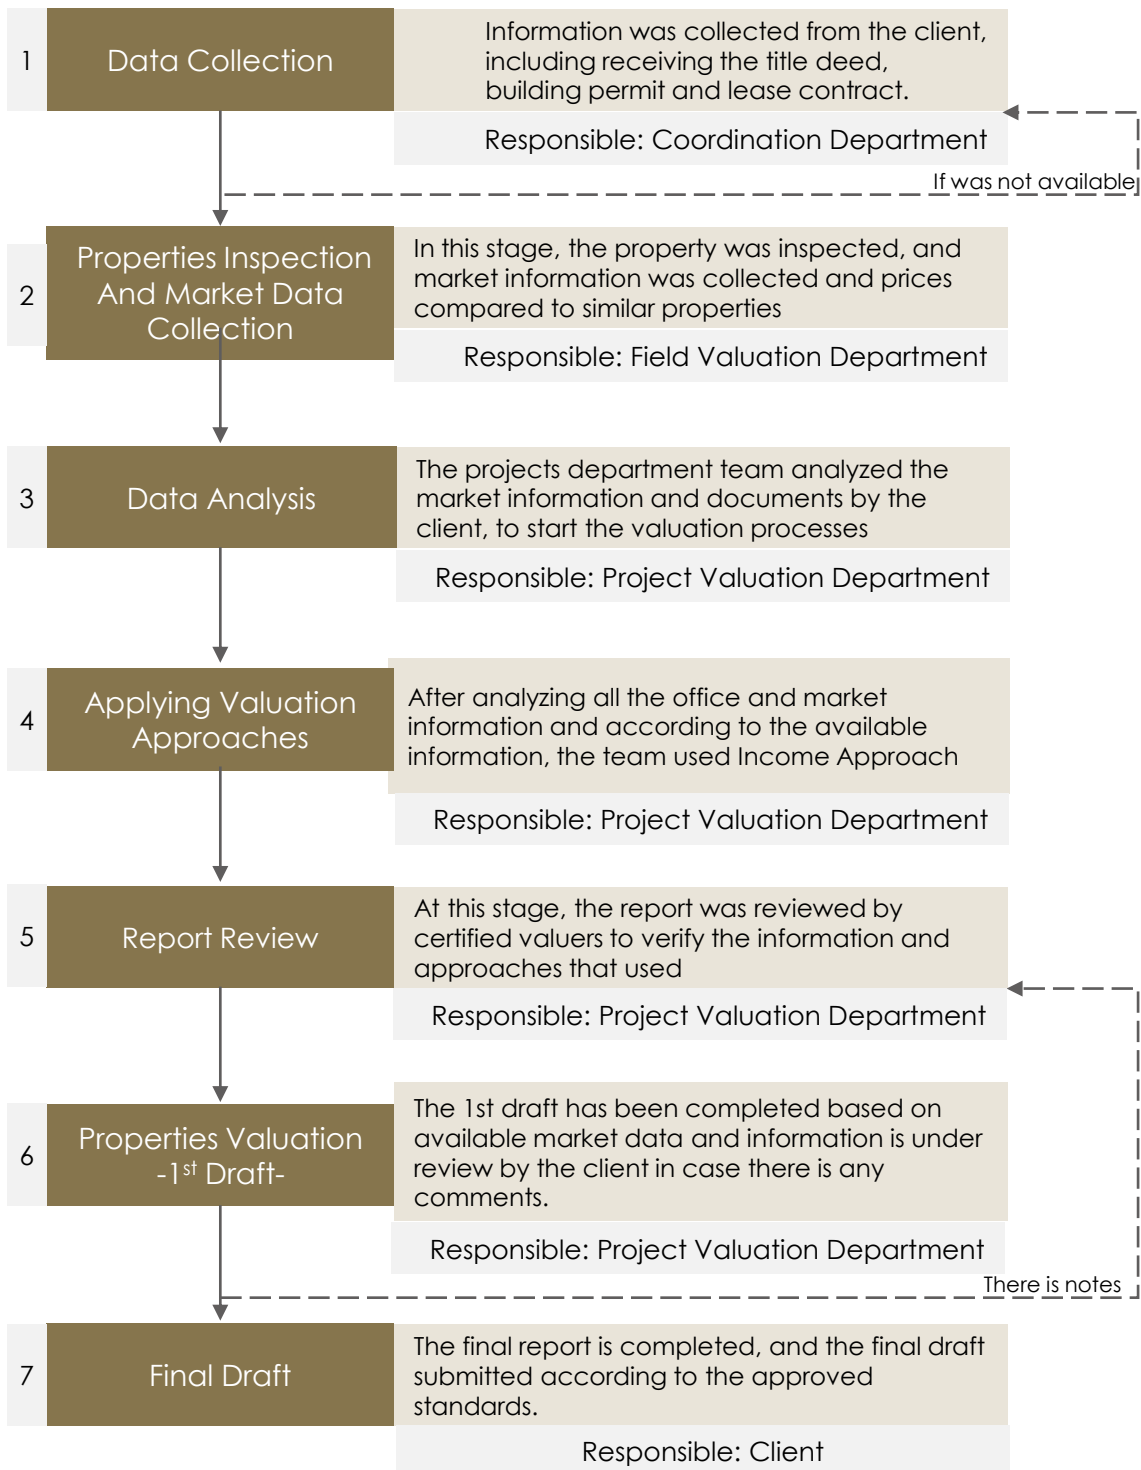 1
Data Collection
Information was collected from the client,
including receiving the title deed,
building permit and lease contract.
Responsible: Coordination Department
If was not available
2
Properties Inspection
And Market Data
Collection
In this stage, the property was inspected, and
market information was collected and prices
compared to similar properties
Responsible: Field Valuation Department
3
Data Analysis
The projects department team analyzed the
market information and documents by the
client, to start the valuation processes
Responsible: Project Valuation Department
4
Applying Valuation
Approaches
After analyzing all the office and market
information and according to the available
information, the team used Income Approach
Responsible: Project Valuation Department
5
Report Review
At this stage, the report was reviewed by
certified valuers to verify the information and
approaches that used
Responsible: Project Valuation Department
6
Properties Valuation
-1st Draft-
The 1st draft has been completed based on
available market data and information is under
review by the client in case there is any
comments.
Responsible: Project Valuation Department
There is notes
7
Final Draft
The final report is completed, and the final draft
submitted according to the approved
standards.
Responsible: Client